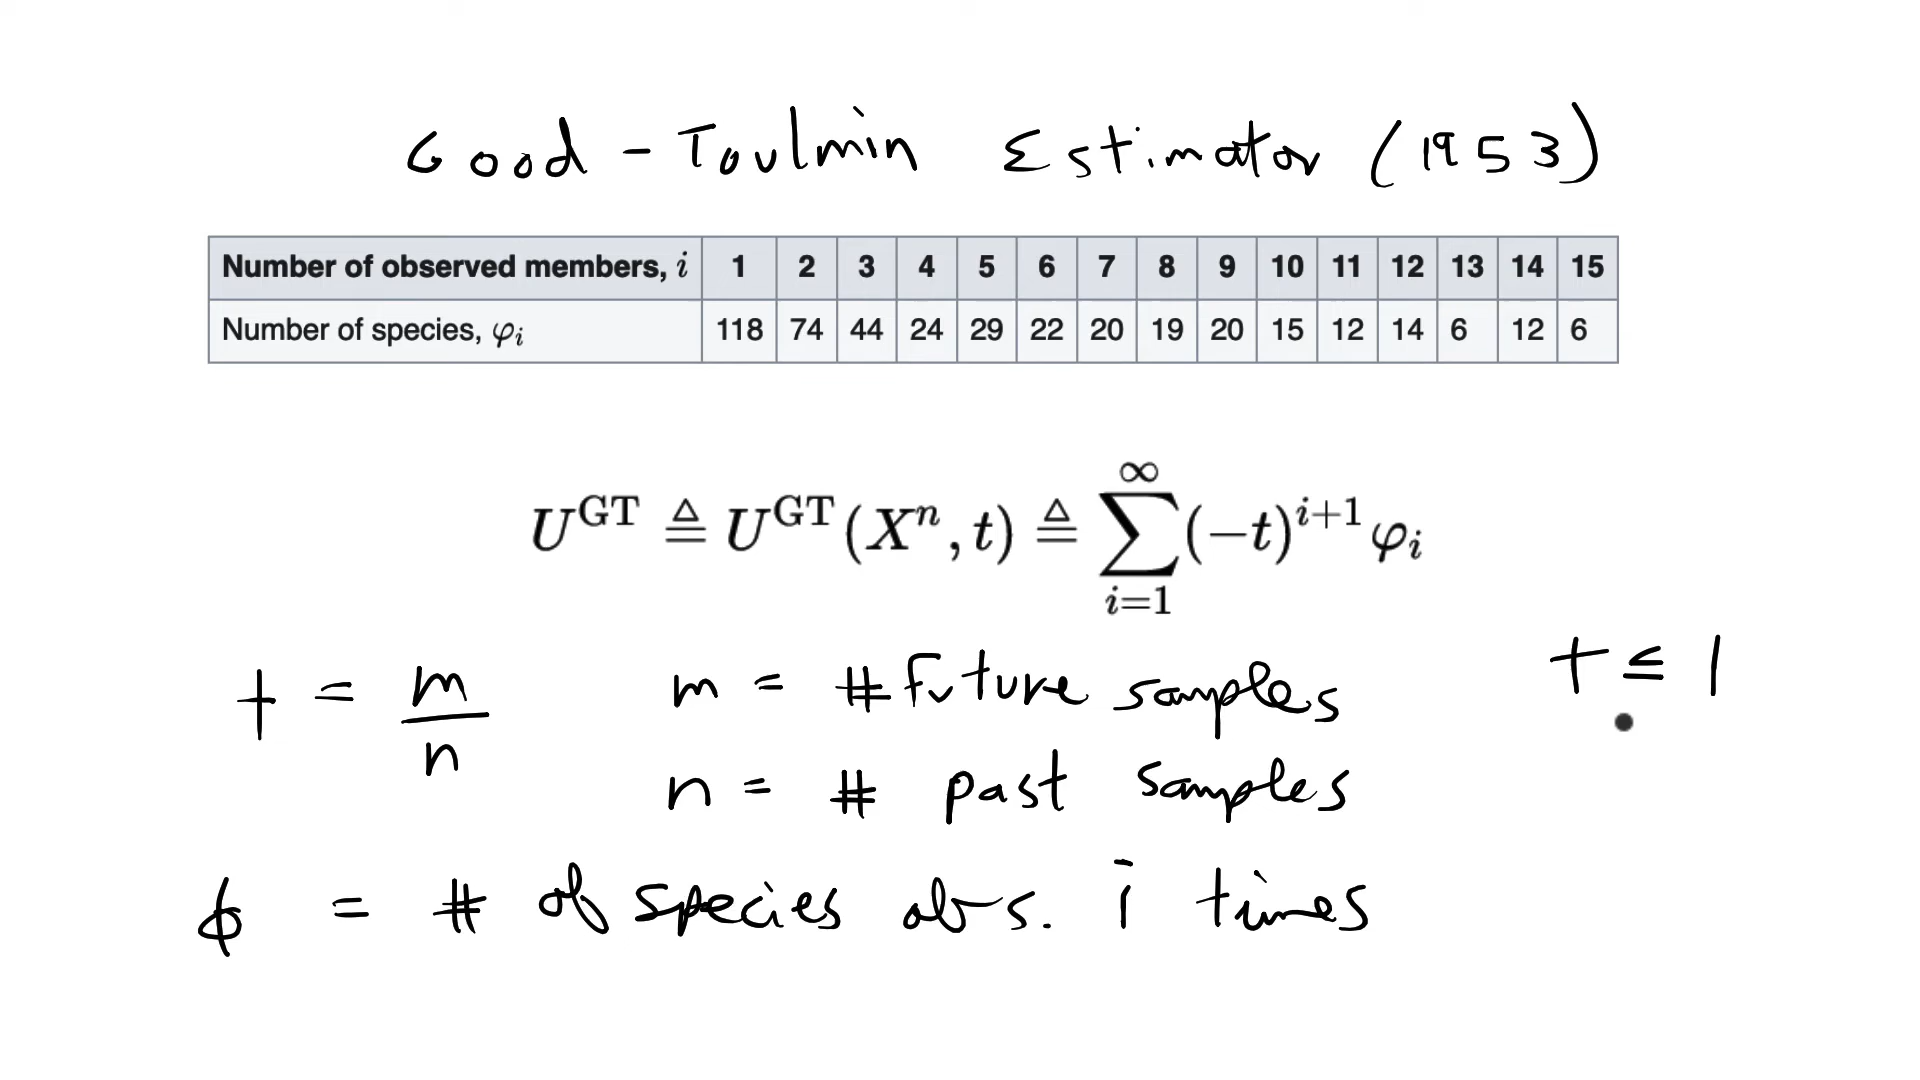 Good - Toulmin Estimator (1953)
Number of observed members, i 1 2 3 4 5 6 7 8 9 10 11 12 13 14 15
Number of species, φᵢ 118 74 44 24 29 22 20 19 20 15 12 14 6 12 6
U^GT ≜ U^GT(X^n, t) ≜ ∑_{i=1}^{∞} (−t)^{i+1} φᵢ
t = m/n m = # future samples t ≤ 1
n = # past samples
ϕ = # of species obs. i times